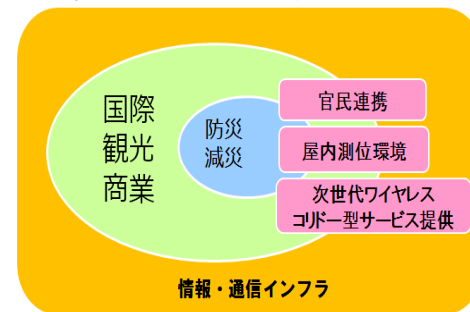 国際
観光
商業
防災
減災
官民連携
屋内測位環境
次世代ワイヤレス
コリドー型サービス提供
情報・通信インフラ